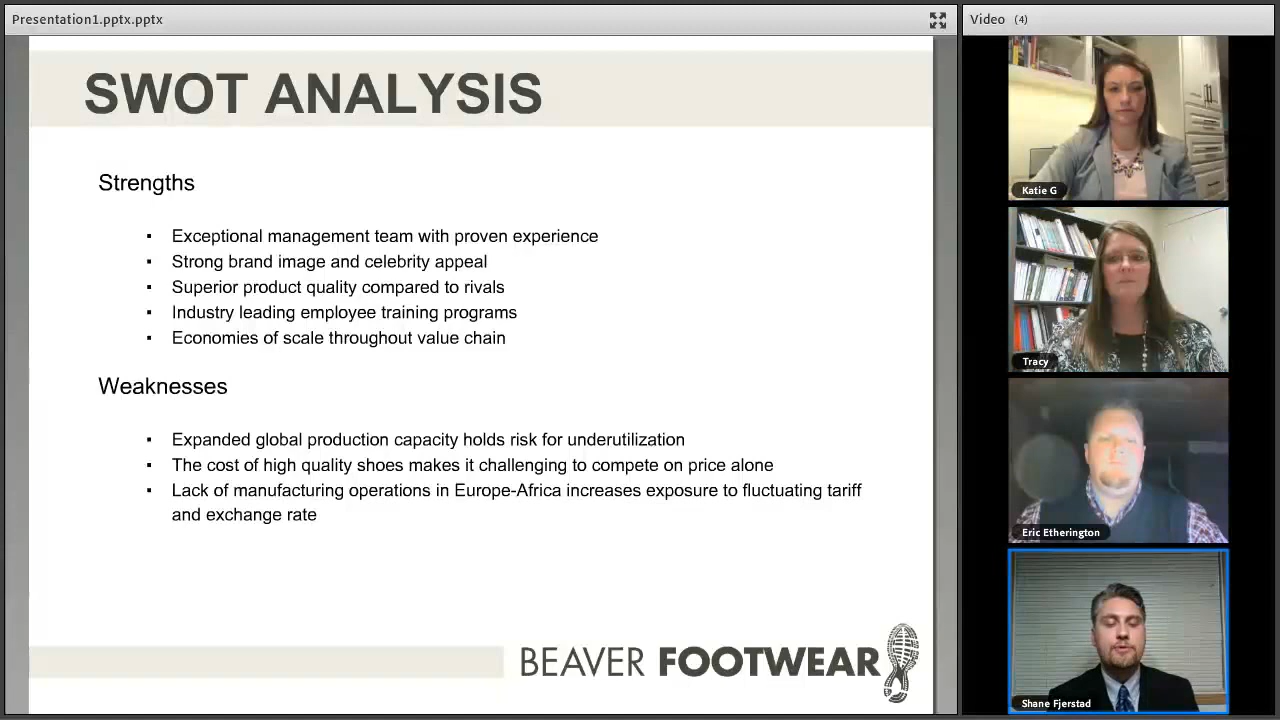 Presentation1.pptx.pptx
Video (4)
SWOT ANALYSIS
Strengths
▪ Exceptional management team with proven experience
▪ Strong brand image and celebrity appeal
▪ Superior product quality compared to rivals
▪ Industry leading employee training programs
▪ Economies of scale throughout value chain
Weaknesses
▪ Expanded global production capacity holds risk for underutilization
▪ The cost of high quality shoes makes it challenging to compete on price alone
▪ Lack of manufacturing operations in Europe-Africa increases exposure to fluctuating tariff
and exchange rate
BEAVER FOOTWEAR
Katie G
Tracy
Eric Etherington
Shane Fjerstad